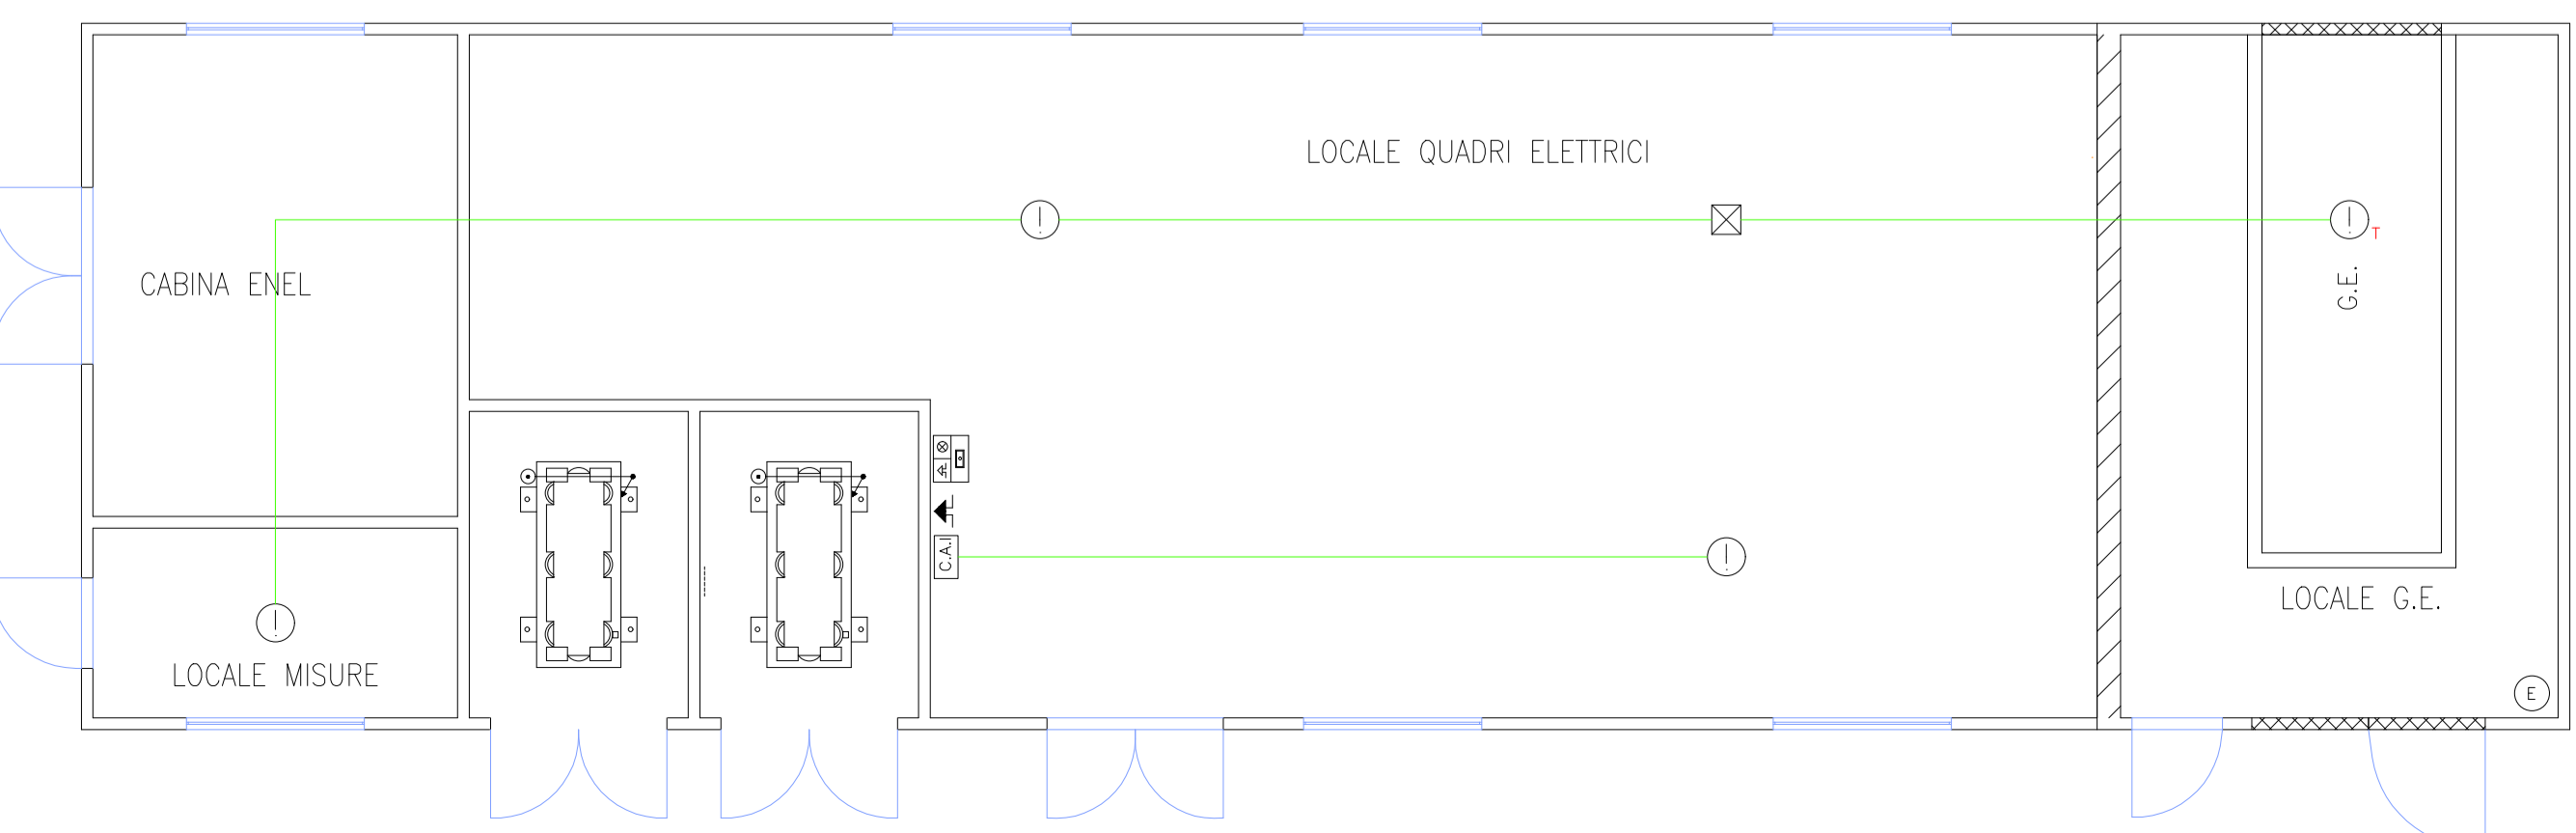 LOCALE QUADRI ELETTRICI
!
!
T
CABINA ENEL
G.E.
C.A.I
!
!
LOCALE G.E.
LOCALE MISURE
E